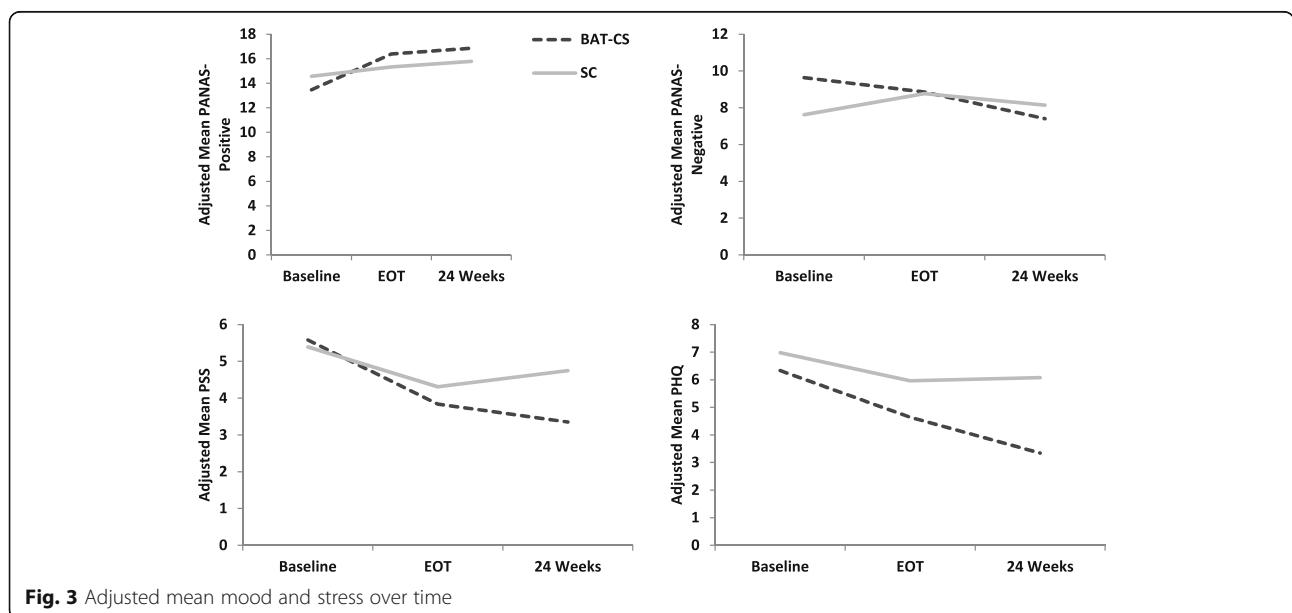 Adjusted Mean PANAS-
Positive
18
16
14
12
10
8
6
4
2
0
Baseline EOT 24 Weeks
BAT-CS
SC
Adjusted Mean PANAS-
Negative
12
10
8
6
4
2
0
Baseline EOT 24 Weeks
Adjusted Mean PSS
6
5
4
3
2
1
0
Baseline EOT 24 Weeks
Adjusted Mean PHQ
8
7
6
5
4
3
2
1
0
Baseline EOT 24 Weeks
Fig. 3 Adjusted mean mood and stress over time